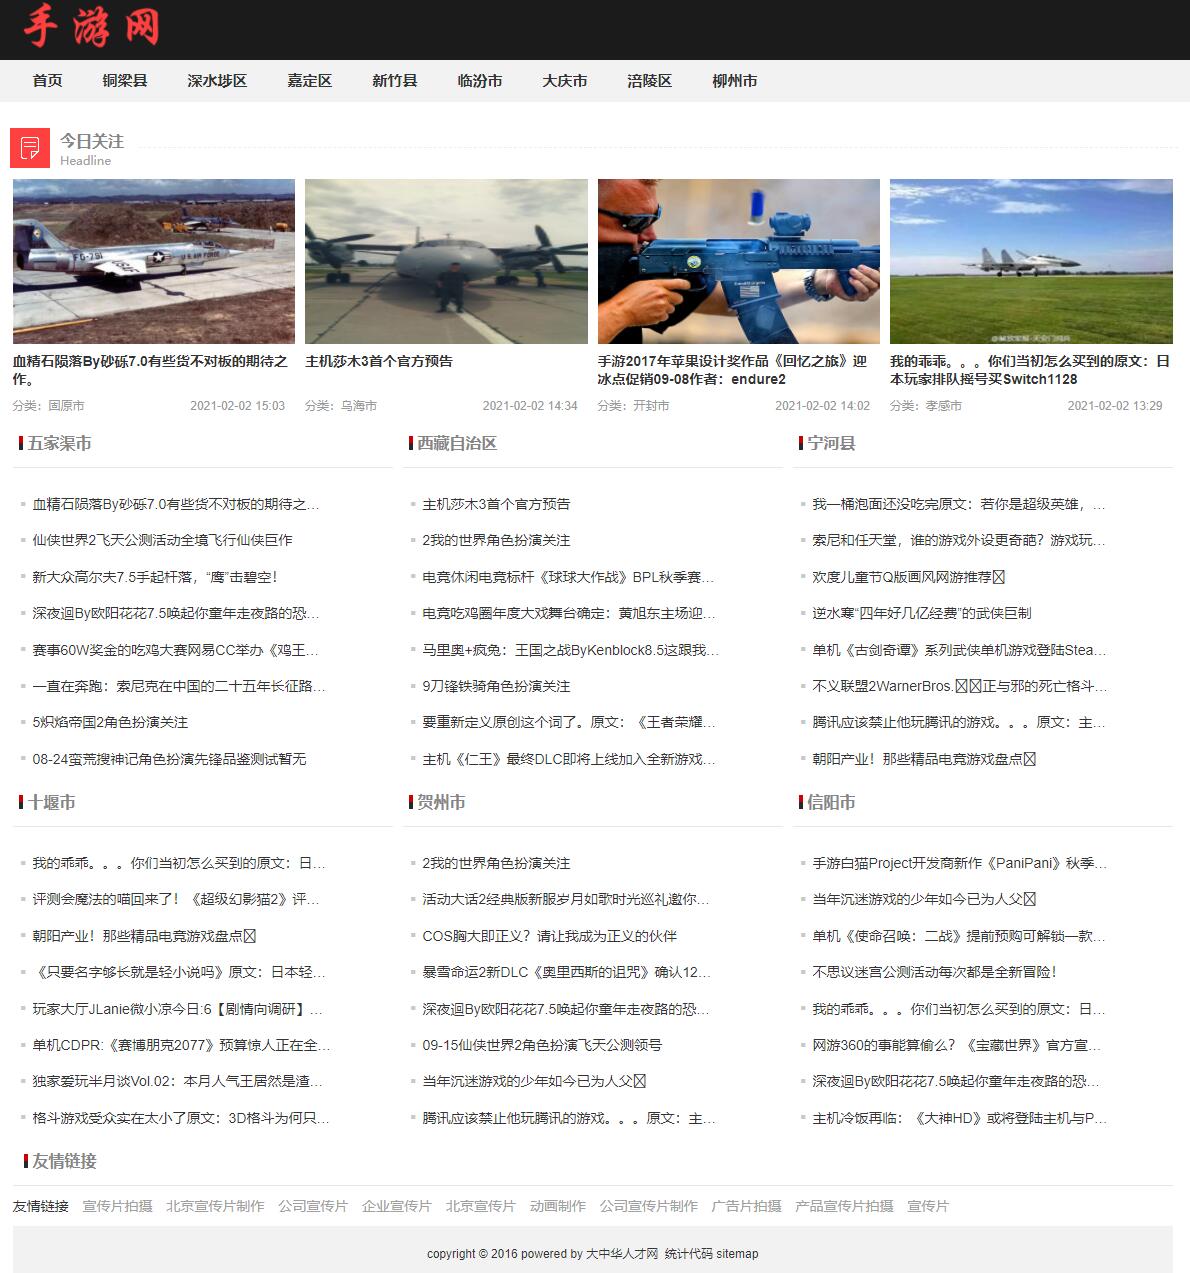 手游网
首页 铜梁县 深水埗区 嘉定区 新竹县 临汾市 大庆市 涪陵区 柳州市
今日关注
Headline
FG-791
U.S. AIR FORCE
血精石陨落By砂砾7.0有些货不对板的期待之
作。
分类：固原市 2021-02-02 15:03
主机莎木3首个官方预告
分类：乌海市 2021-02-02 14:34
手游2017年苹果设计奖作品《回忆之旅》迎
冰点促销09-08作者：endure2
分类：开封市 2021-02-02 14:02
我的乖乖。。。你们当初怎么买到的原文：日
本玩家排队摇号买Switch1128
分类：孝感市 2021-02-02 13:29
五家渠市
血精石陨落By砂砾7.0有些货不对板的期待之…
仙侠世界2飞天公测活动全境飞行仙侠巨作
新大众高尔夫7.5手起杆落，“鹰”击碧空！
深夜迴By欧阳花花7.5唤起你童年走夜路的恐…
赛事60W奖金的吃鸡大赛网易CC举办《鸡王…
一直在奔跑：索尼克在中国的二十五年长征路…
5炽焰帝国2角色扮演关注
08-24蛮荒搜神记角色扮演先锋品鉴测试暂无
西藏自治区
主机莎木3首个官方预告
2我的世界角色扮演关注
电竞休闲电竞标杆《球球大作战》BPL秋季赛…
电竞吃鸡圈年度大戏舞台确定：黄旭东主场迎…
马里奥+疯兔：王国之战ByKenblock8.5这跟我…
9刀锋铁骑角色扮演关注
要重新定义原创这个词了。原文：《王者荣耀…
主机《仁王》最终DLC即将上线加入全新游戏…
宁河县
我一桶泡面还没吃完原文：若你是超级英雄，…
索尼和任天堂，谁的游戏外设更奇葩？游戏玩…
欢度儿童节Q版画风网游推荐
逆水寒“四年好几亿经费”的武侠巨制
单机《古剑奇谭》系列武侠单机游戏登陆Stea…
不义联盟2WarnerBros.正与邪的死亡格斗…
腾讯应该禁止他玩腾讯的游戏。。。原文：主…
朝阳产业！那些精品电竞游戏盘点
十堰市
我的乖乖。。。你们当初怎么买到的原文：日…
评测会魔法的喵回来了！《超级幻影猫2》评…
朝阳产业！那些精品电竞游戏盘点
《只要名字够长就是轻小说吗》原文：日本轻…
玩家大厅JLanie微小凉今日:6【剧情向调研】…
单机CDPR:《赛博朋克2077》预算惊人正在全…
独家爱玩半月谈Vol.02：本月人气王居然是渣…
格斗游戏受众实在太小了原文：3D格斗为何只…
贺州市
2我的世界角色扮演关注
活动大话2经典版新服岁月如歌时光巡礼邀你…
COS胸大即正义？请让我成为正义的伙伴
暴雪命运2新DLC《奥里西斯的诅咒》确认12…
深夜迴By欧阳花花7.5唤起你童年走夜路的恐…
09-15仙侠世界2角色扮演飞天公测领号
当年沉迷游戏的少年如今已为人父
腾讯应该禁止他玩腾讯的游戏。。。原文：主…
信阳市
手游白猫Project开发商新作《PaniPani》秋季…
当年沉迷游戏的少年如今已为人父
单机《使命召唤：二战》提前预购可解锁一款…
不思议迷宫公测活动每次都是全新冒险！
我的乖乖。。。你们当初怎么买到的原文：日…
网游360的事能算偷么？《宝藏世界》官方宣…
深夜迴By欧阳花花7.5唤起你童年走夜路的恐…
主机冷饭再临：《大神HD》或将登陆主机与P…
友情链接
友情链接 宣传片拍摄 北京宣传片制作 公司宣传片 企业宣传片 北京宣传片 动画制作 公司宣传片制作 广告片拍摄 产品宣传片拍摄 宣传片
copyright © 2016 powered by 大中华人才网 统计代码 sitemap